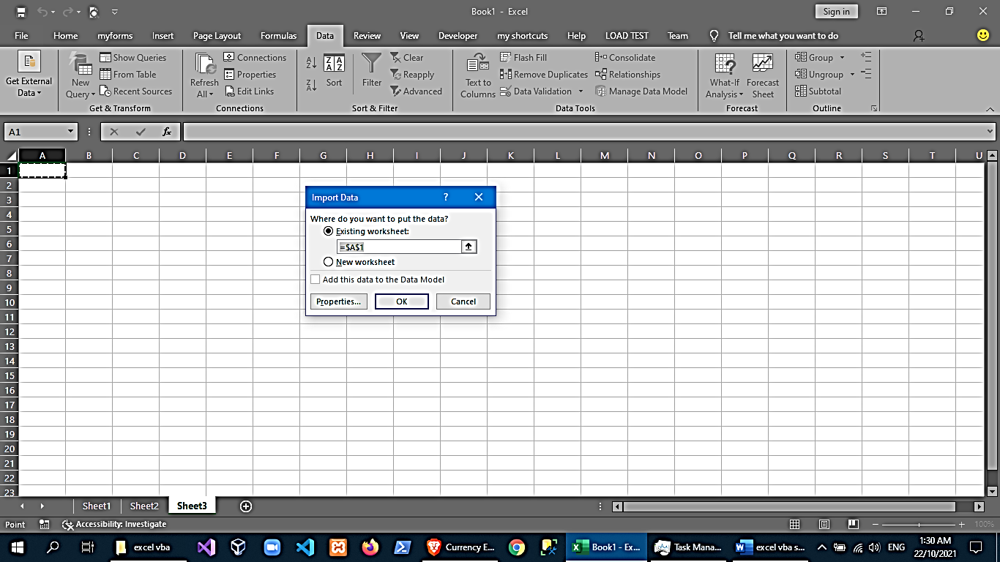 Book1 - Excel
Sign in
File Home myforms Insert Page Layout Formulas Data Review View Developer my shortcuts Help LOAD TEST Team Tell me what you want to do
Get External Data
New Query
Show Queries
From Table
Recent Sources
Get & Transform
Refresh All
Connections
Properties
Edit Links
Connections
Sort
Filter
Clear
Reapply
Advanced
Sort & Filter
Text to Columns
Flash Fill
Remove Duplicates
Data Validation
Consolidate
Relationships
Manage Data Model
Data Tools
What-If Analysis
Forecast Sheet
Forecast
Group
Ungroup
Subtotal
Outline
A1
fx
A B C D E F G H I J K L M N O P Q R S T U
1
2
3
4
5
6
7
8
9
10
11
12
13
14
15
16
17
18
19
20
21
22
23
Import Data ?
Where do you want to put the data?
Existing worksheet:
=$A$1
New worksheet
Add this data to the Data Model
Properties... OK Cancel
Sheet1 Sheet2 Sheet3
Point Accessibility: Investigate 100%
excel vba Currency E... Book1 - Ex... Task Mana... excel vba s... ENG 1:30 AM
22/10/2021